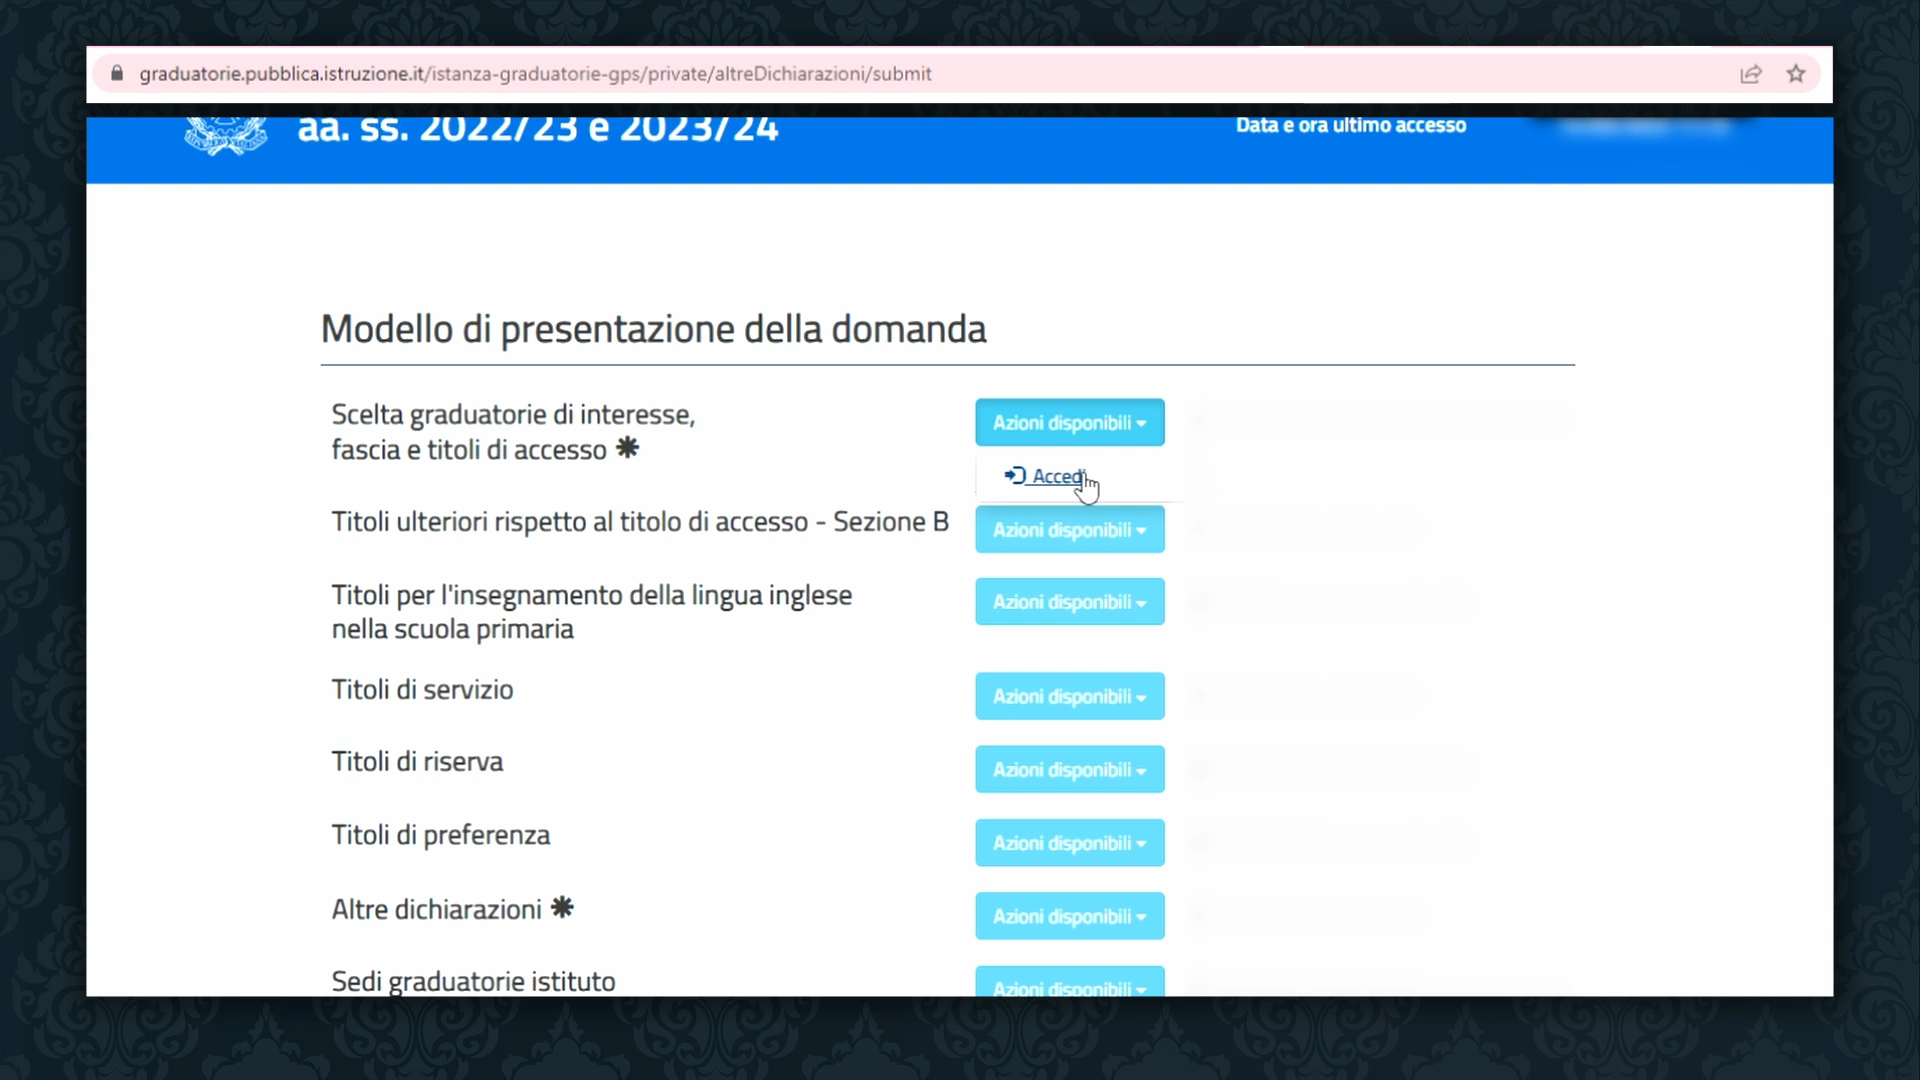 graduatorie.pubblica.istruzione.it/istanza-graduatorie-gps/private/altreDichiarazioni/submit
aa. ss. 2022/23 e 2023/24
Data e ora ultimo accesso
Modello di presentazione della domanda
Scelta graduatorie di interesse,
fascia e titoli di accesso ✱
Azioni disponibili
Accedi
Titoli ulteriori rispetto al titolo di accesso - Sezione B
Azioni disponibili
Titoli per l'insegnamento della lingua inglese
nella scuola primaria
Azioni disponibili
Titoli di servizio
Azioni disponibili
Titoli di riserva
Azioni disponibili
Titoli di preferenza
Azioni disponibili
Altre dichiarazioni ✱
Azioni disponibili
Sedi graduatorie istituto
Azioni disponibili